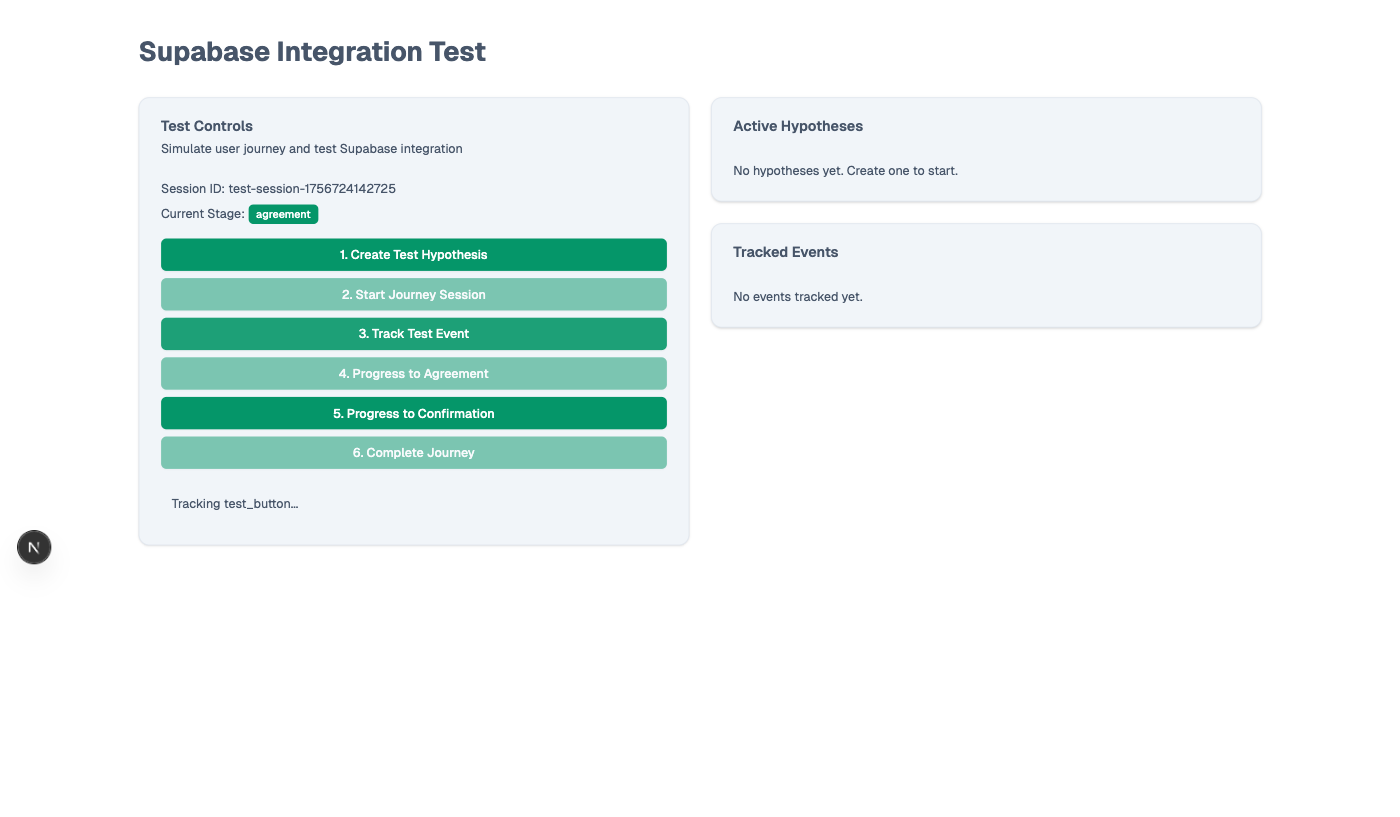 Supabase Integration Test
Test Controls
Simulate user journey and test Supabase integration
Session ID: test-session-1756724142725
Current Stage: agreement
1. Create Test Hypothesis
2. Start Journey Session
3. Track Test Event
4. Progress to Agreement
5. Progress to Confirmation
6. Complete Journey
Tracking test_button...
Active Hypotheses
No hypotheses yet. Create one to start.
Tracked Events
No events tracked yet.
N